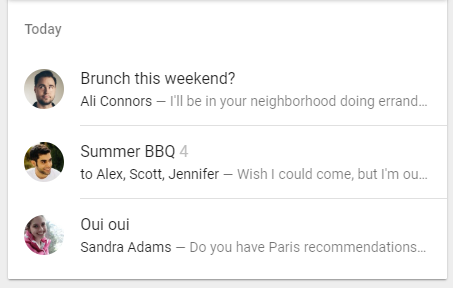 Today
Brunch this weekend?
Ali Connors — I'll be in your neighborhood doing errand…
Summer BBQ 4
to Alex, Scott, Jennifer — Wish I could come, but I'm ou…
Oui oui
Sandra Adams — Do you have Paris recommendations…